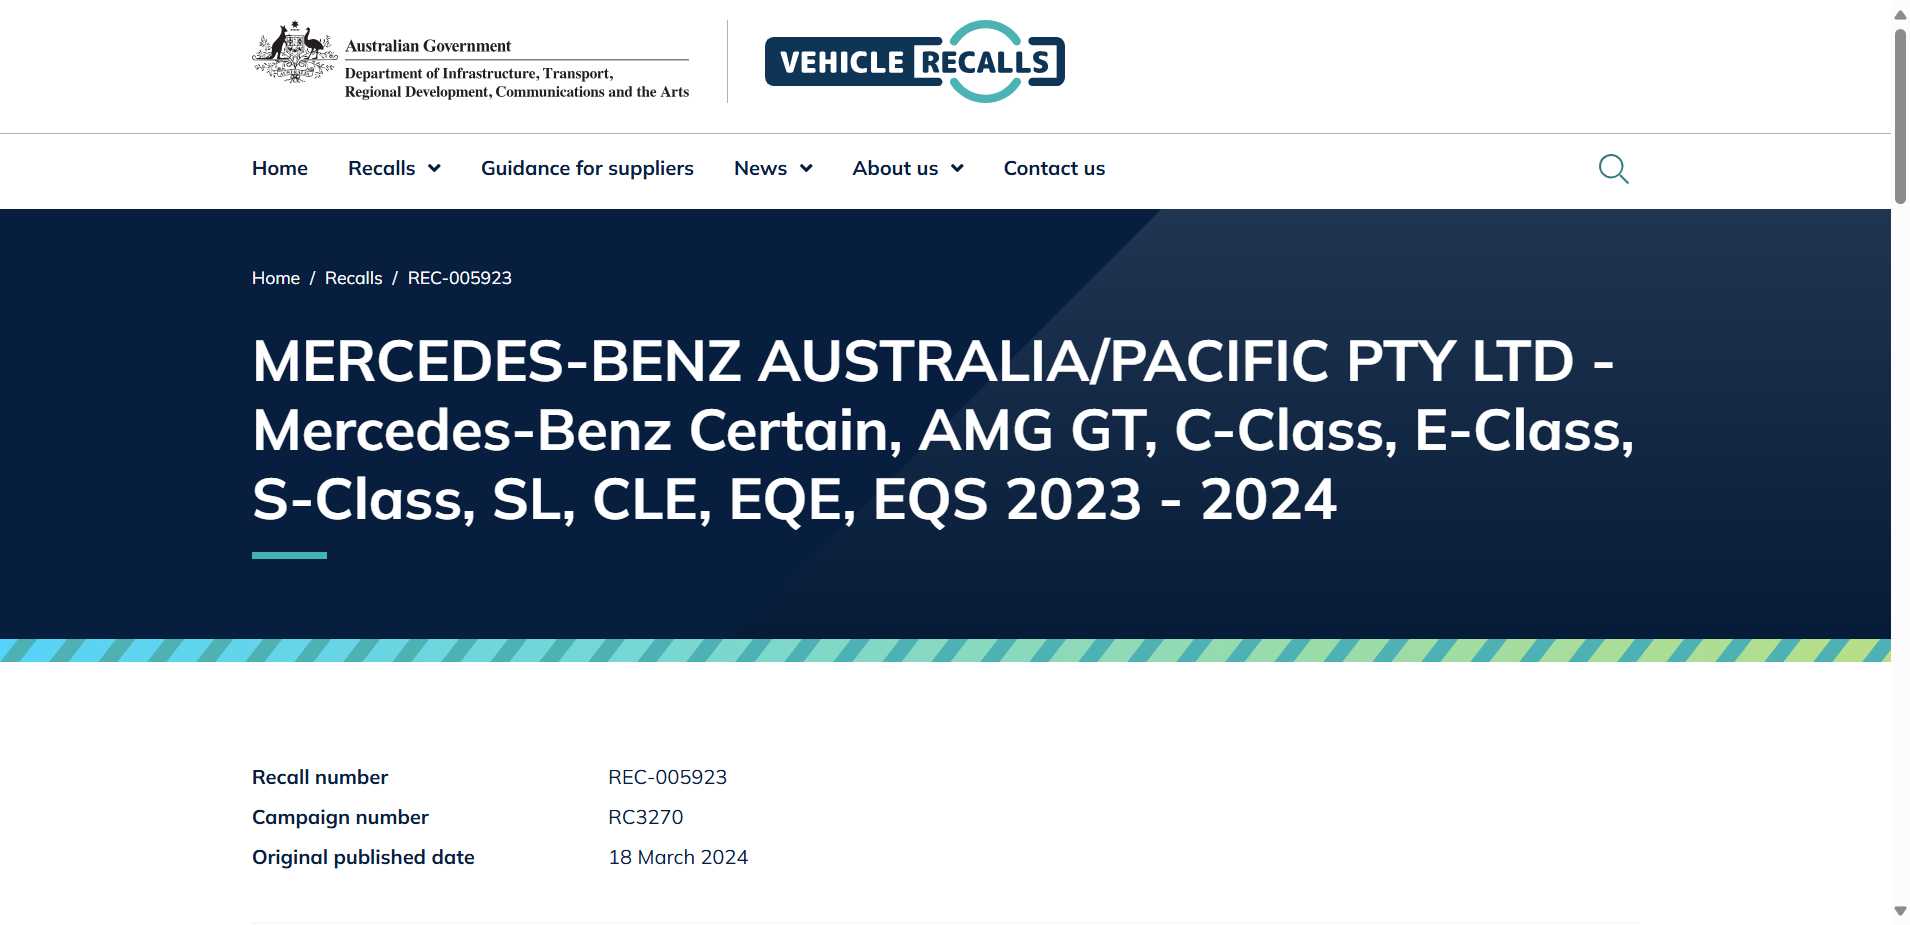 Australian Government
Department of Infrastructure, Transport,
Regional Development, Communications and the Arts
VEHICLE RECALLS
Home Recalls Guidance for suppliers News About us Contact us
Home / Recalls / REC-005923
MERCEDES-BENZ AUSTRALIA/PACIFIC PTY LTD -
Mercedes-Benz Certain, AMG GT, C-Class, E-Class,
S-Class, SL, CLE, EQE, EQS 2023 - 2024
Recall number REC-005923
Campaign number RC3270
Original published date 18 March 2024